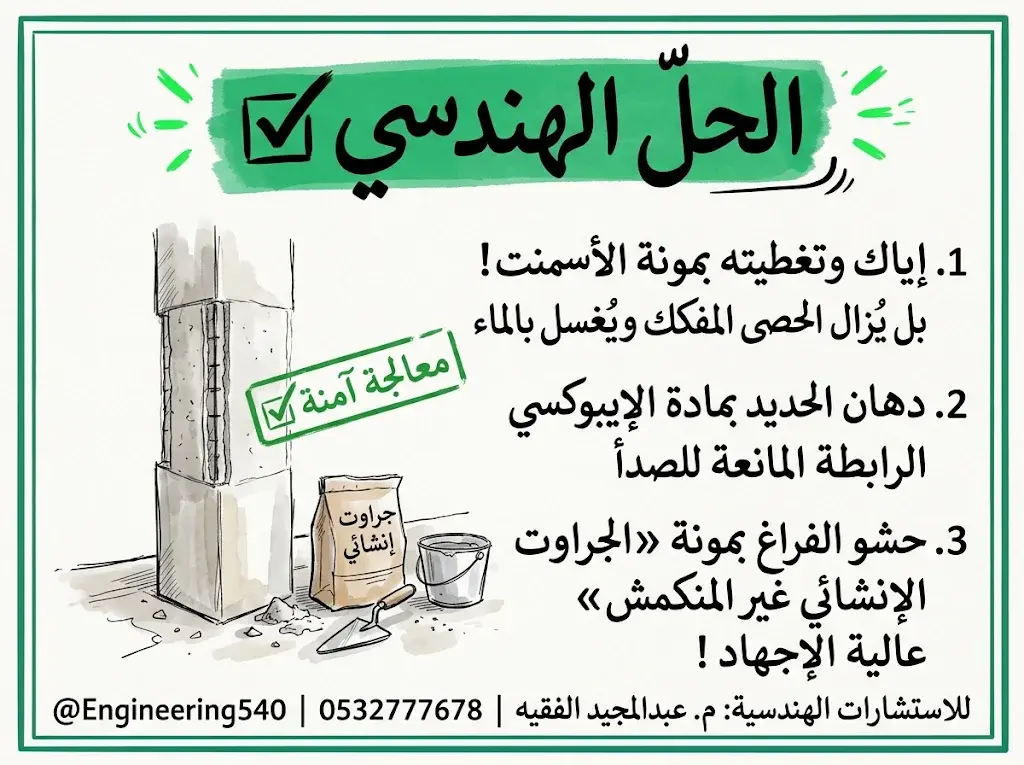 الحلّ الهندسي
1. إياك وتغطيته بمونة الأسمنت!
بل يُزال الحصى المفكك ويُغسل بالماء
معالجة آمنة
2. دهان الحديد بمادة الإيبوكسي
الرابطة المانعة للصدأ
جراوت
إنشائي
3. حشو الفراغ بمونة «الجراوت
الإنشائي غير المنكمش»
عالية الإجهاد!
للاستشارات الهندسية: م. عبدالمجيد الفقيه | 0532777678 | @Engineering540